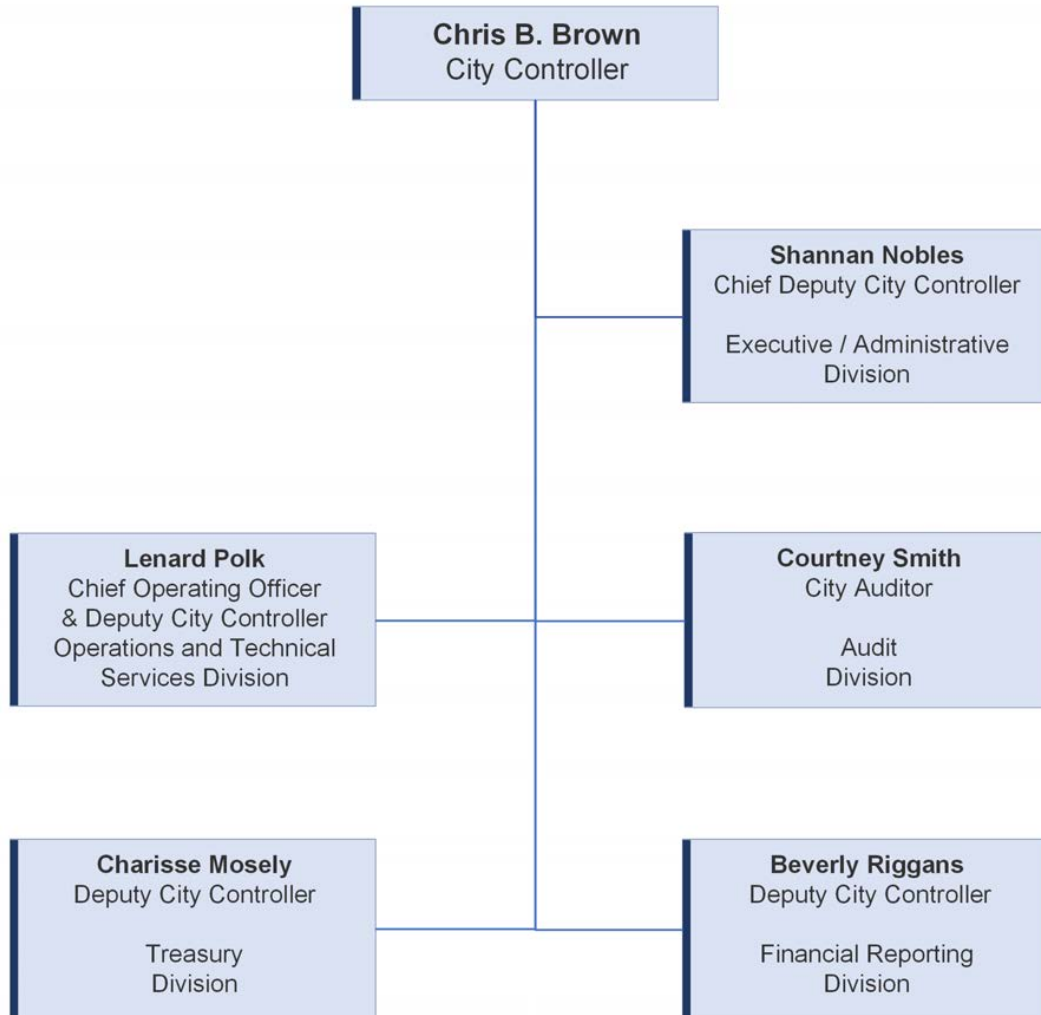 Chris B. Brown
City Controller
Shannan Nobles
Chief Deputy City Controller
Executive / Administrative
Division
Lenard Polk
Chief Operating Officer
& Deputy City Controller
Operations and Technical
Services Division
Courtney Smith
City Auditor
Audit
Division
Charisse Mosely
Deputy City Controller
Treasury
Division
Beverly Riggans
Deputy City Controller
Financial Reporting
Division